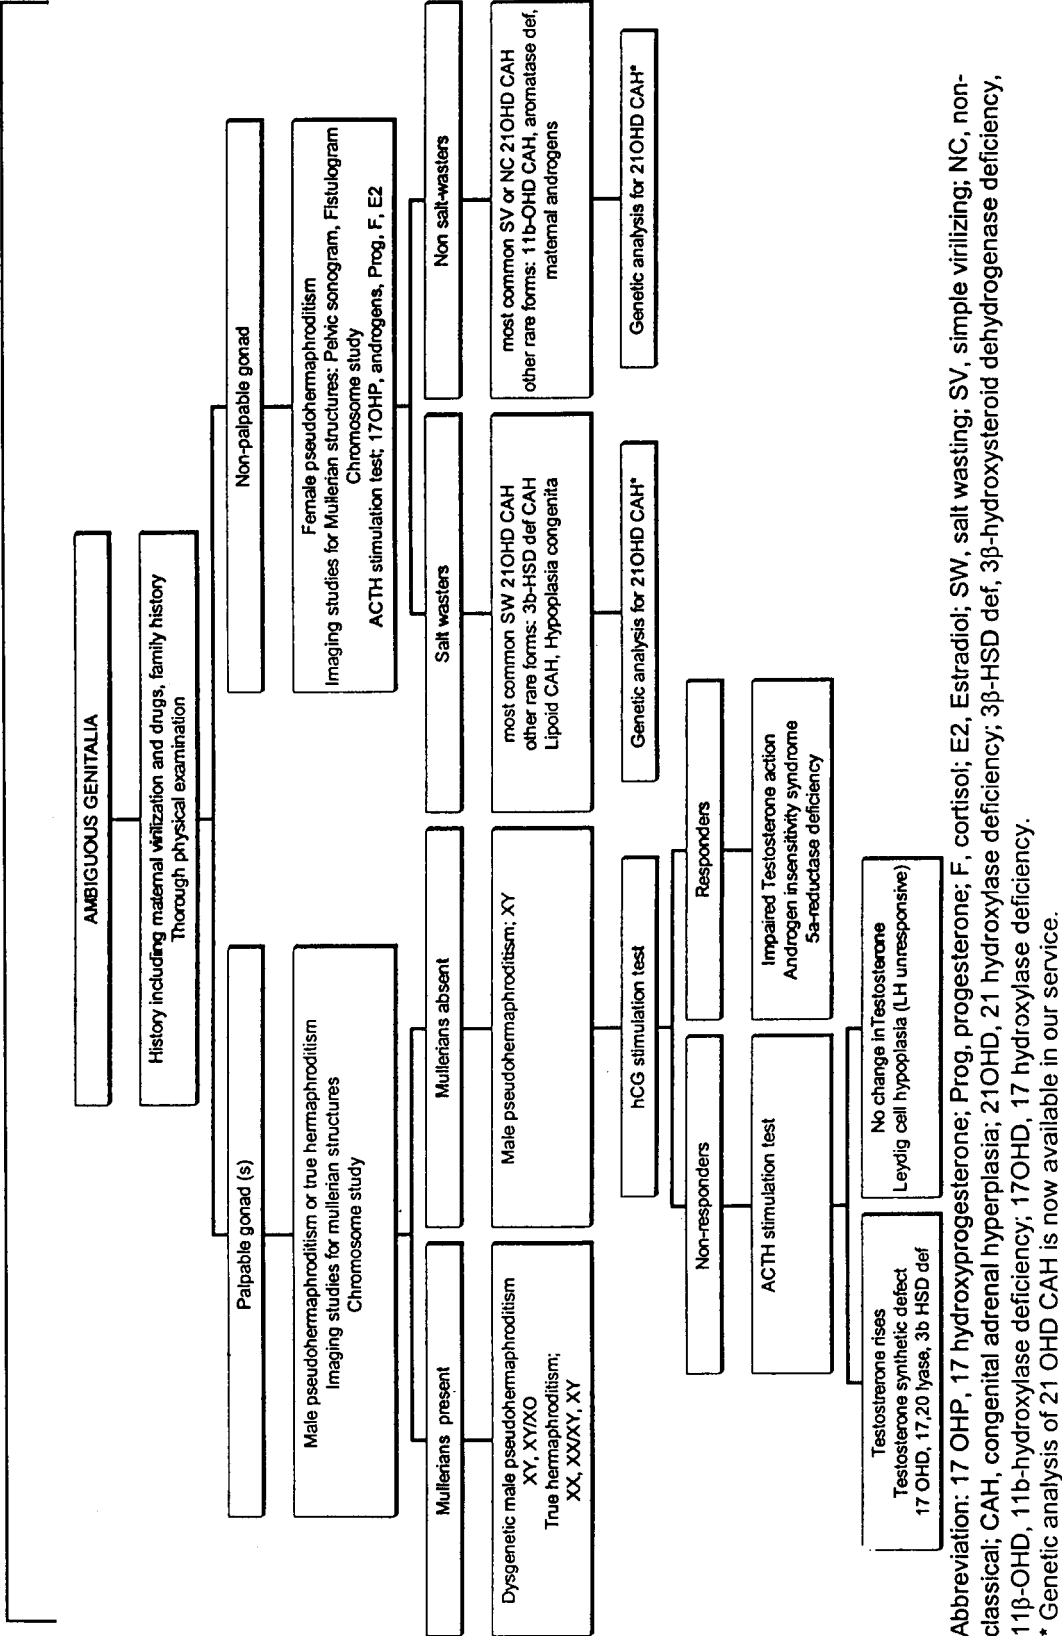 AMBIGUOUS GENITALIA
History including maternal virilization and drugs, family history
Thorough physical examination
Palpable gonad (s)
Non-palpable gonad
Male pseudohermaphroditism or true hermaphroditism
Imaging studies for mullerian structures
Chromosome study
Female pseudohermaphroditism
Imaging studies for Mullerian structures: Pelvic sonogram, Fistulogram
Chromosome study
ACTH stimulation test; 17OHP, androgens, Prog, F, E2
Mullerians present
Mullerians absent
Salt wasters
Non salt-wasters
Dysgenetic male pseudohermaphroditism
XY, XY/XO
True hermaphroditism;
XX, XX/XY, XY
Male pseudohermaphroditism; XY
most common SW 21OHD CAH
other rare forms: 3b-HSD def CAH
Lipoid CAH, Hypoplasia congenita
most common SV or NC 21OHD CAH
other rare forms: 11b-OHD CAH, aromatase def,
maternal androgens
hCG stimulation test
Genetic analysis for 21OHD CAH*
Genetic analysis for 21OHD CAH*
Non-responders
Responders
ACTH stimulation test
Impaired Testosterone action
Androgen insensitivity syndrome
5a-reductase deficiency
Testostrerone rises
Testosterone synthetic defect
17 OHD, 17,20 lyase, 3b HSD def
No change inTestosterone
Leydig cell hypoplasia (LH unresponsive)
Abbreviation: 17 OHP, 17 hydroxyprogesterone; Prog, progesterone; F, cortisol; E2, Estradiol; SW, salt wasting; SV, simple virilizing; NC, non-
classical; CAH, congenital adrenal hyperplasia; 21OHD, 21 hydroxylase deficiency; 3β-HSD def, 3β-hydroxysteroid dehydrogenase deficiency,
11β-OHD, 11b-hydroxylase deficiency; 17OHD, 17 hydroxylase deficiency.
* Genetic analysis of 21 OHD CAH is now available in our service.